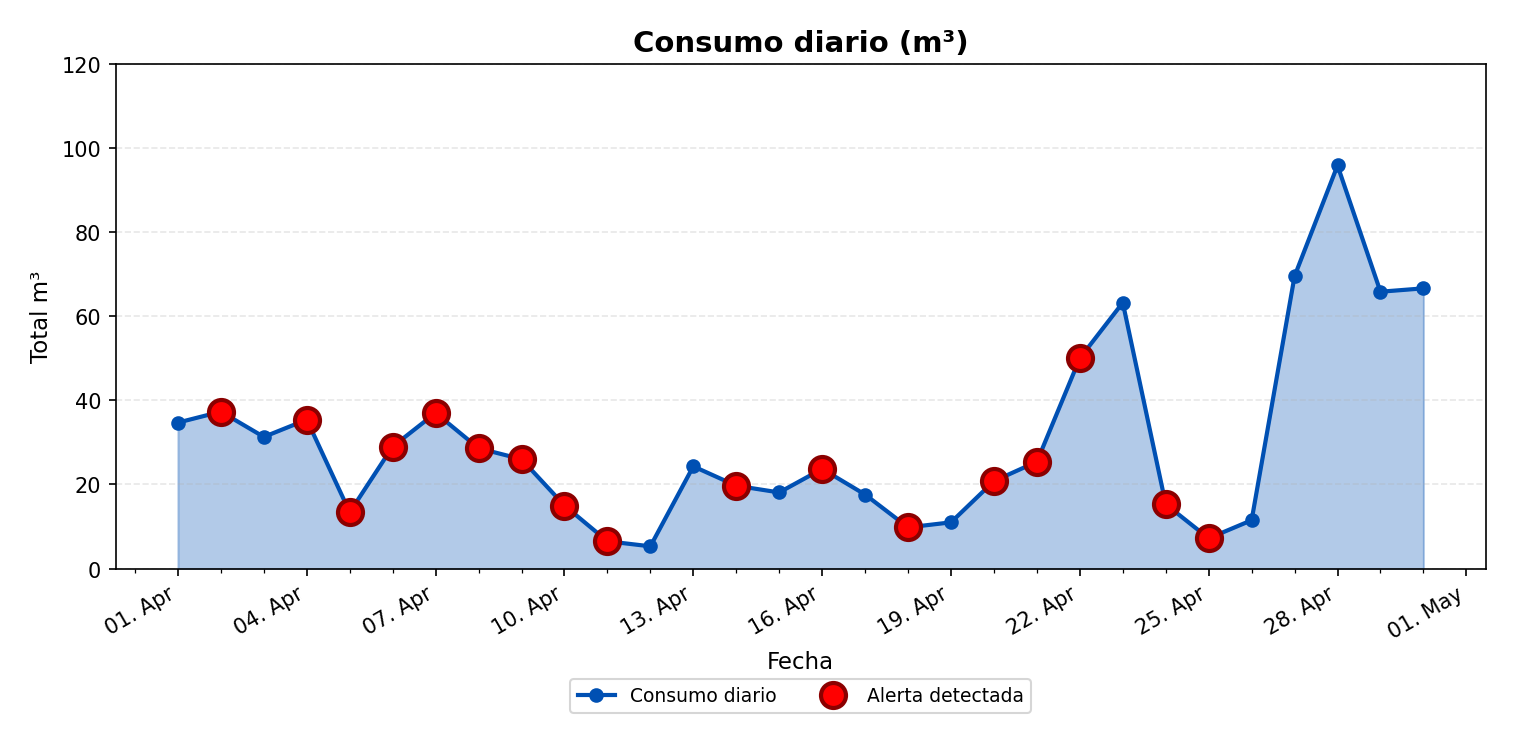 Consumo diario (m³)
120
100
80
60
40
20
0
Total m³
01. Apr
04. Apr
07. Apr
10. Apr
13. Apr
16. Apr
19. Apr
22. Apr
25. Apr
28. Apr
01. May
Fecha
Consumo diario
Alerta detectada